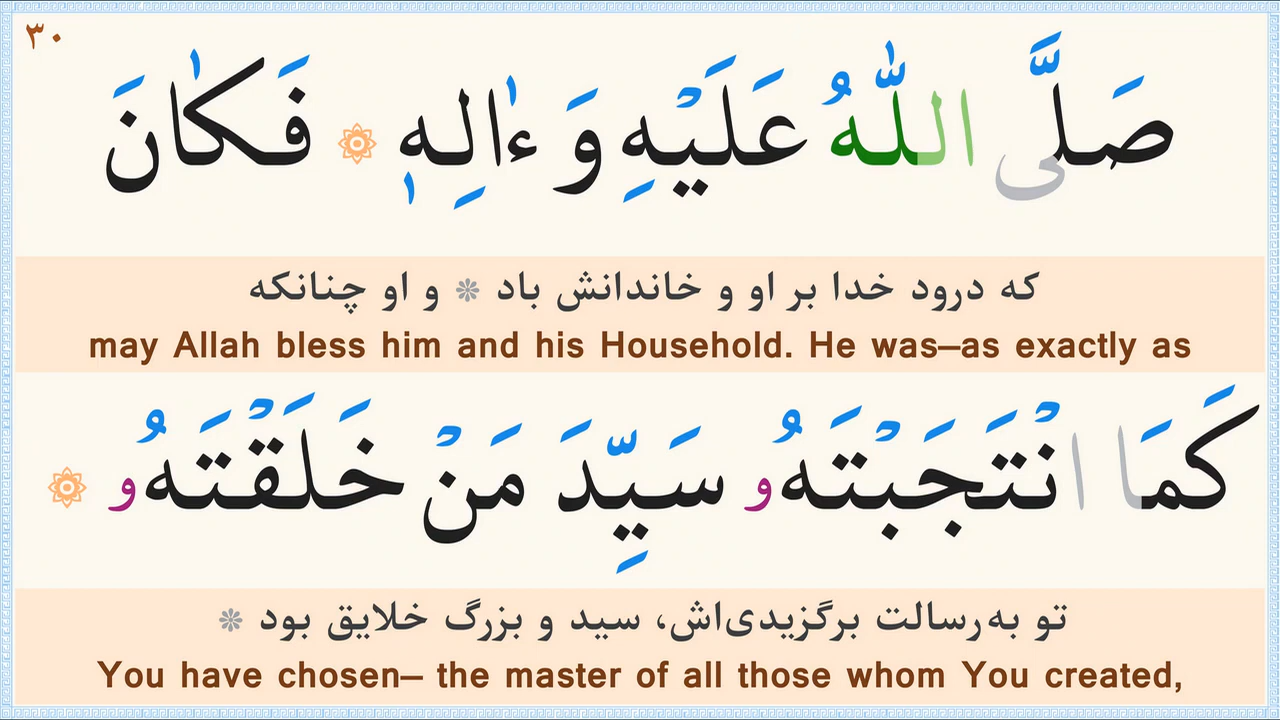 ۳۰
صَلَّى اللّٰهُ عَلَيْهِ وَ ءٰالِهٖ ۞ فَكٰانَ
که درود خدا بر او و خاندانش باد ❊ و او چنانکه
may Allah bless him and his Household. He was—as exactly as
كَمَا انْتَجَبْتَهُو سَيِّدَ مَنْ خَلَقْتَهُو ۞
تو به رسالت برگزیدی‌اش، سید و بزرگ خلایق بود ❊
You have chosen— the master of all those whom You created,